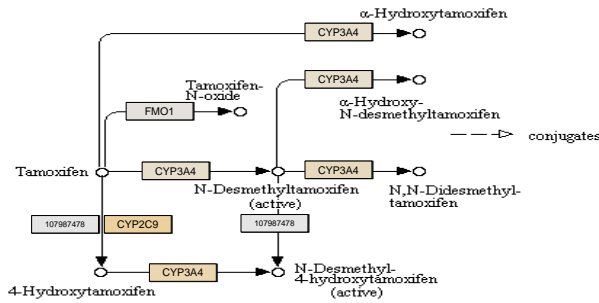 α-Hydroxytamoxifen
CYP3A4
CYP3A4
Tamoxifen-
N-oxide
FMO1
α-Hydroxy-
N-desmethyltamoxifen
conjugates
Tamoxifen
CYP3A4
CYP3A4
N-Desmethyltamoxifen
(active)
N,N-Didesmethyl-
tamoxifen
107987478
CYP2C9
107987478
CYP3A4
N-Desmethyl-
4-hydroxytamoxifen
(active)
4-Hydroxytamoxifen